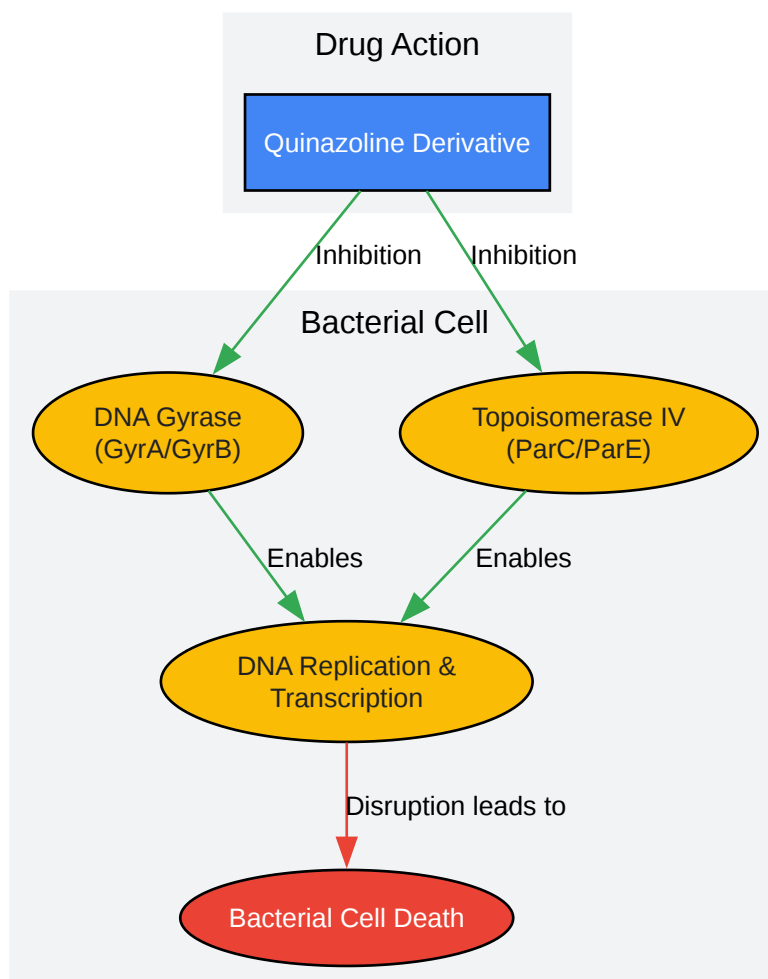 Drug Action
Quinazoline Derivative
Inhibition
Inhibition
Bacterial Cell
DNA Gyrase
(GyrA/GyrB)
Topoisomerase IV
(ParC/ParE)
Enables
Enables
DNA Replication &
Transcription
Disruption leads to
Bacterial Cell Death